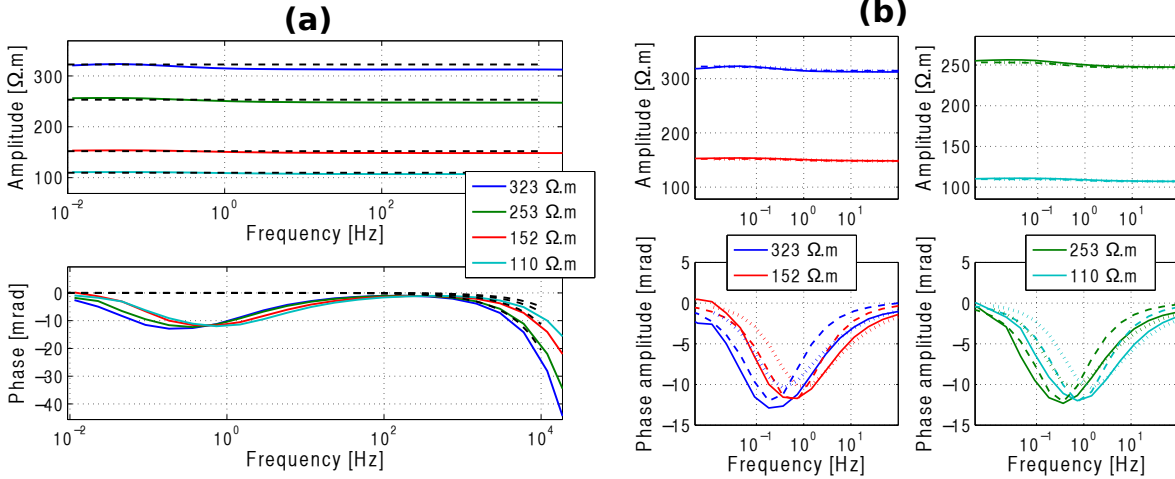 (a)
Amplitude [Ω.m]
300
200
100
10⁻²
10⁰
10²
Frequency [Hz]
323 Ω.m
253 Ω.m
152 Ω.m
110 Ω.m
Phase [mrad]
0
−10
−20
−30
−40
10⁻²
10⁰
10²
10⁴
Frequency [Hz]
(b)
Amplitude [Ω.m]
300
200
100
10⁻¹ 10⁰ 10¹
250
200
150
100
10⁻¹ 10⁰ 10¹
323 Ω.m
152 Ω.m
Phase amplitude [mrad]
5
0
−5
−10
−15
10⁻¹ 10⁰ 10¹
Frequency [Hz]
253 Ω.m
110 Ω.m
Phase amplitude [mrad]
5
0
−5
−10
−15
10⁻¹ 10⁰ 10¹
Frequency [Hz]